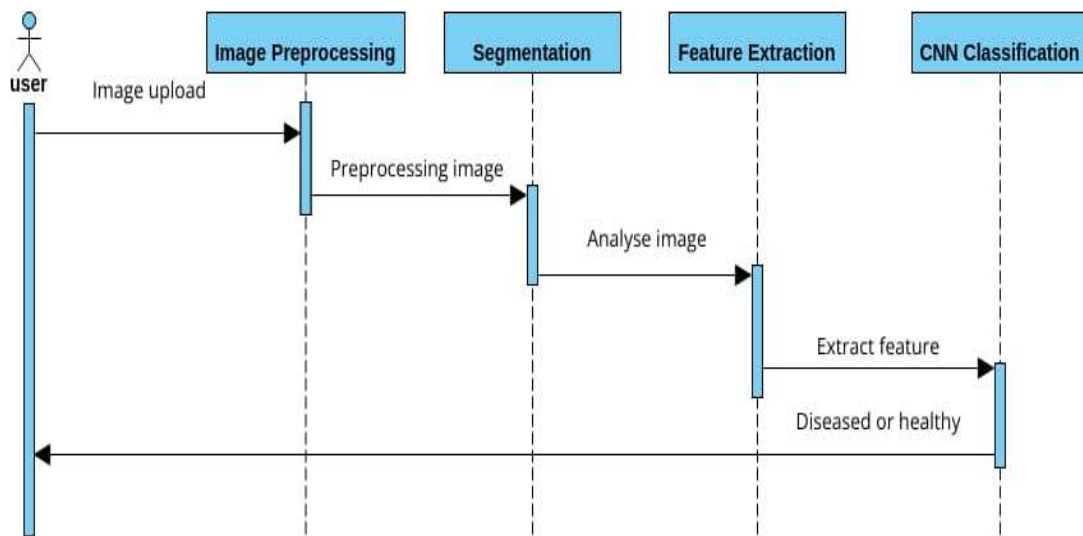 Image Preprocessing
Segmentation
Feature Extraction
CNN Classification
user
Image upload
Preprocessing image
Analyse image
Extract feature
Diseased or healthy